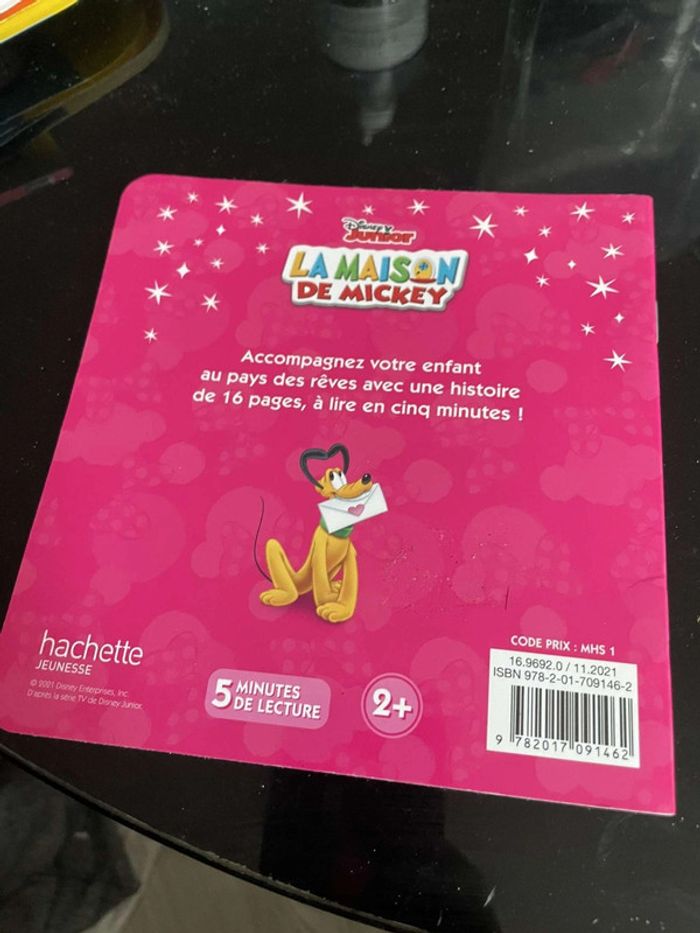 Disney
Junior
LA MAISON
DE MICKEY
Accompagnez votre enfant
au pays des rêves avec une histoire
de 16 pages, à lire en cinq minutes !
hachette
JEUNESSE
© 2021 Disney Enterprises, Inc.
D'après la série TV de Disney Junior.
5 MINUTES
DE LECTURE
2+
CODE PRIX : MHS 1
16.9692.0 / 11.2021
ISBN 978-2-01-709146-2
9 782017 091462